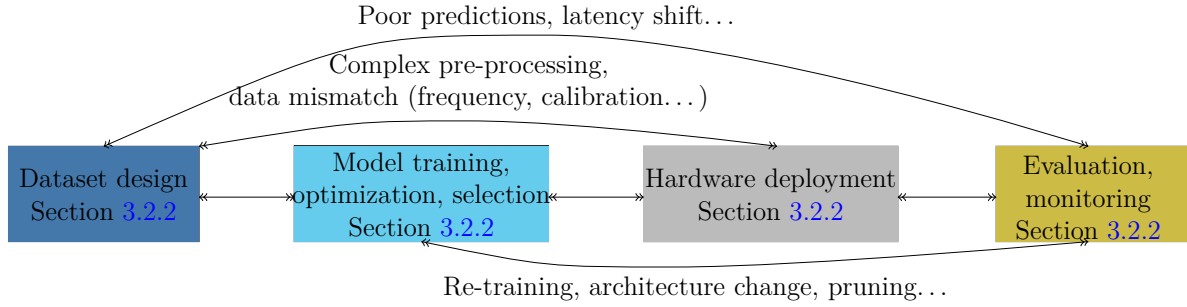 Poor predictions, latency shift...
Complex pre-processing,
data mismatch (frequency, calibration...)
Dataset design
Section 3.2.2
Model training,
optimization, selection
Section 3.2.2
Hardware deployment
Section 3.2.2
Evaluation,
monitoring
Section 3.2.2
Re-training, architecture change, pruning...